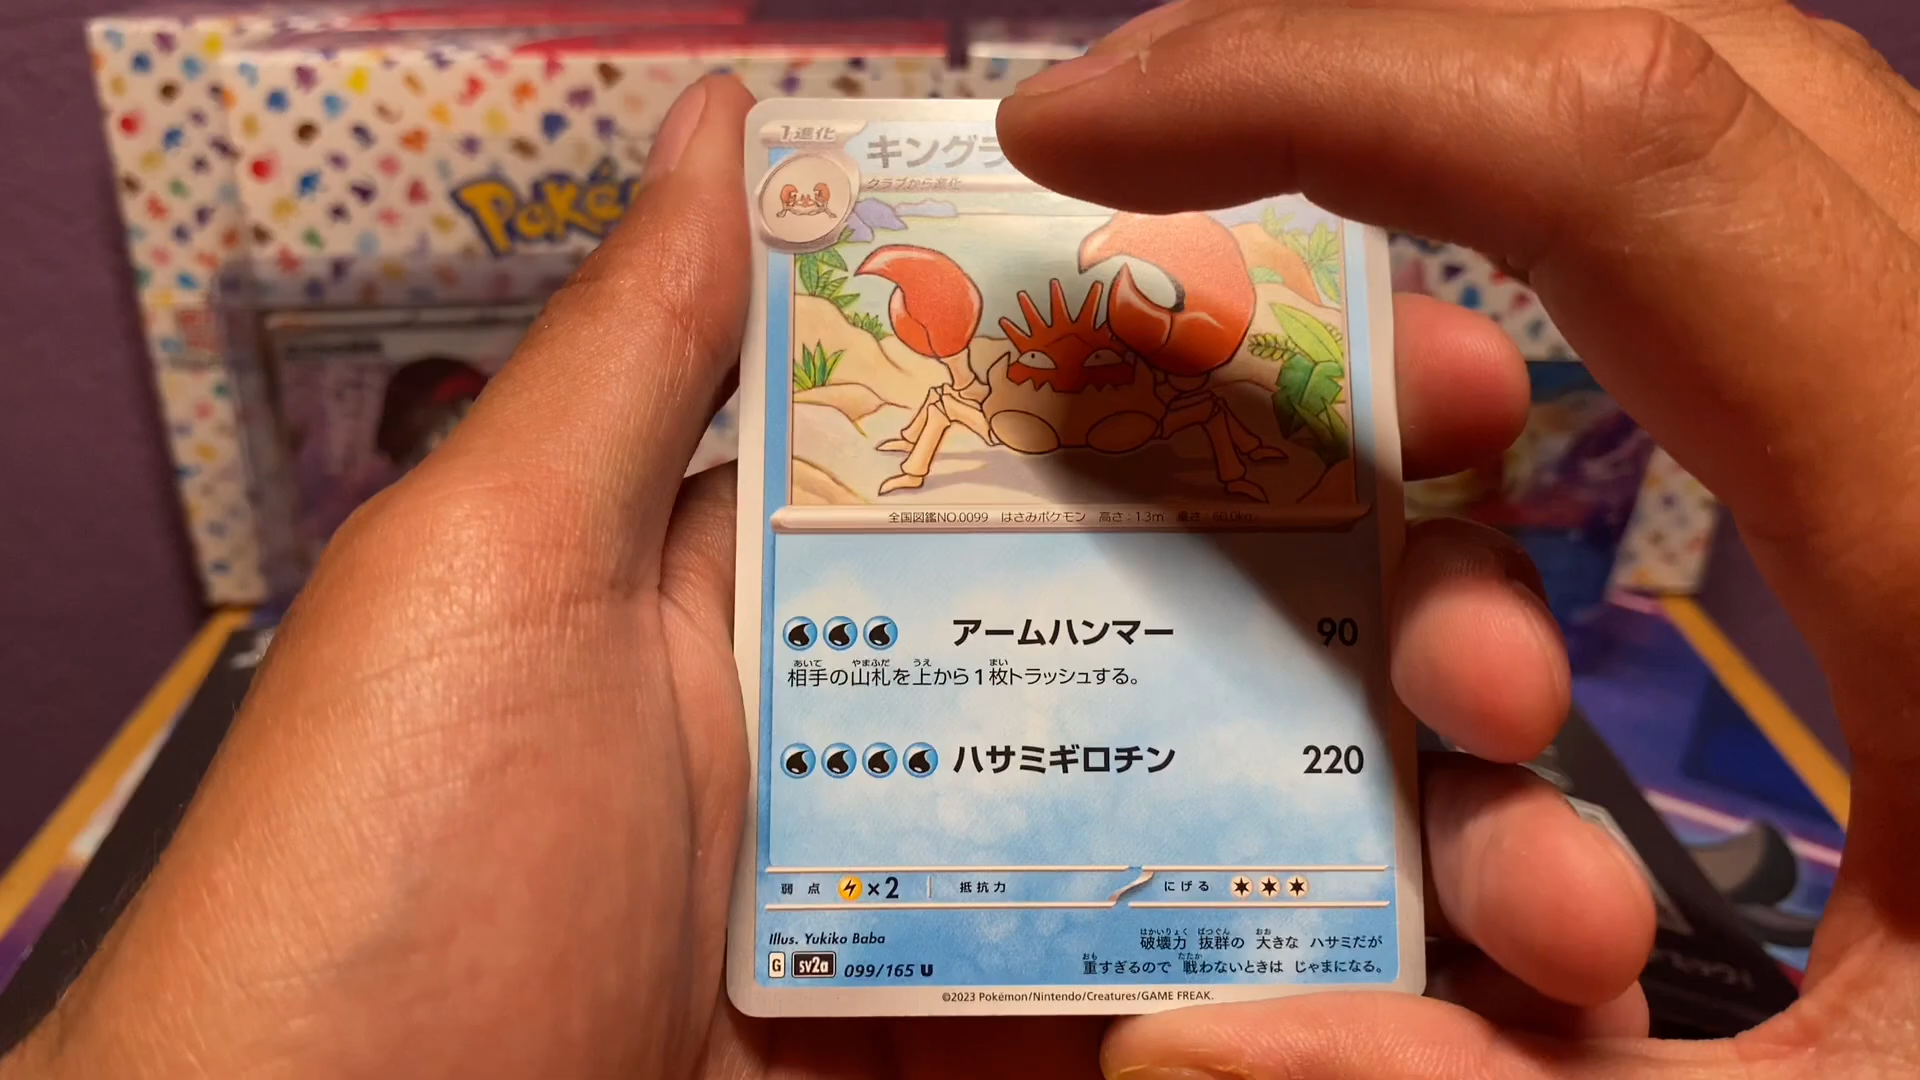 Poké
1進化
キングラ
クラブから進化
全国図鑑NO.0099 はさみポケモン 高さ:1.3m 重さ:60.0kg
アームハンマー 90
相手の山札を上から1枚トラッシュする。
ハサミギロチン 220
弱点 ×2 抵抗力 にげる
Illus. Yukiko Baba
破壊力 抜群の 大きな ハサミだが
重すぎるので 戦わないときは じゃまになる。
G sv2a 099/165 U
©2023 Pokémon/Nintendo/Creatures/GAME FREAK.